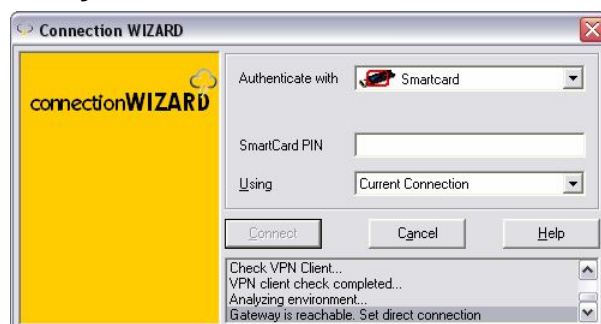 Connection WIZARD
connectionWIZARD
Authenticate with Smartcard
SmartCard PIN
Using Current Connection
Connect Cancel Help
Check VPN Client...
VPN client check completed...
Analyzing environment...
Gateway is reachable. Set direct connection